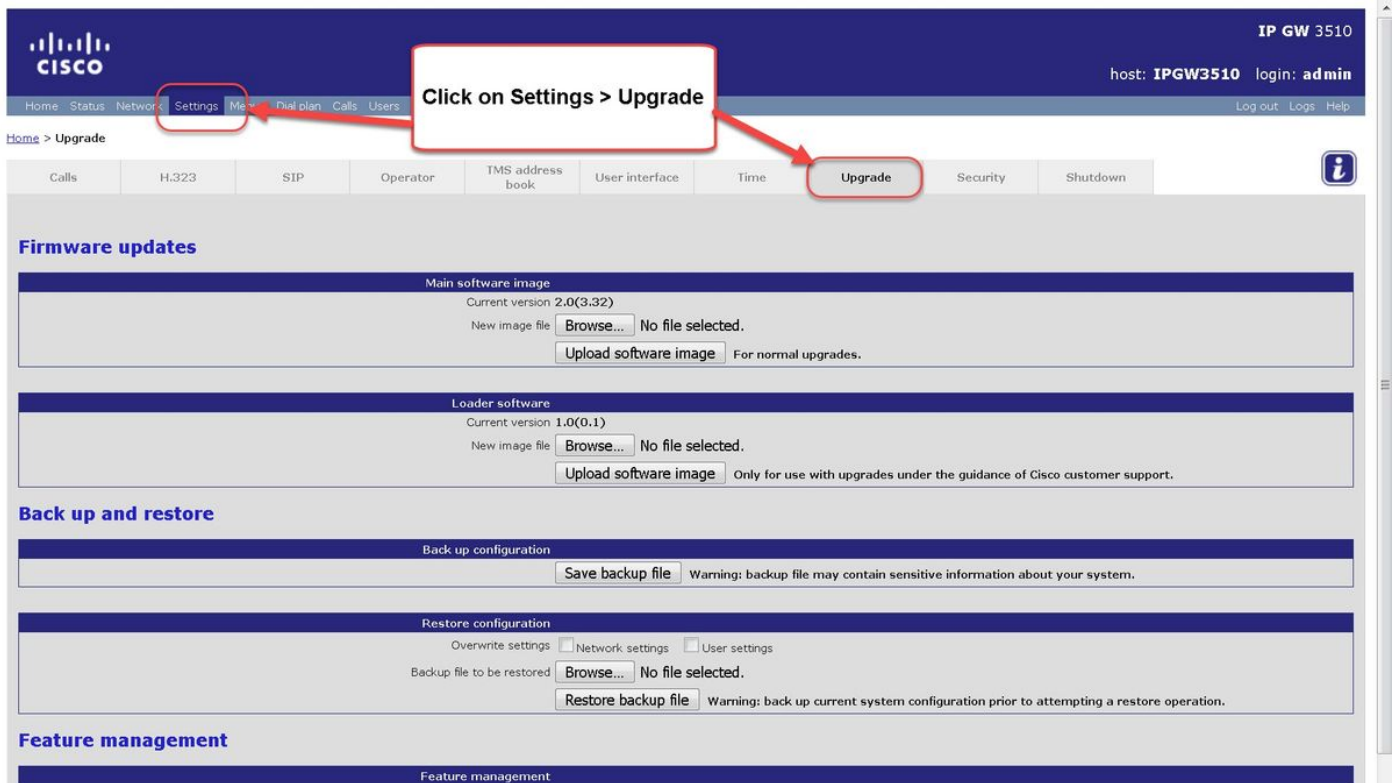 IP GW 3510
CISCO
host: IPGW3510 login: admin
Click on Settings > Upgrade
Home Status Network Settings Dial plan Calls Users
Log out Logs Help
Home > Upgrade
Calls H.323 SIP Operator TMS address book User interface Time Upgrade Security Shutdown
i
Firmware updates
Main software image
Current version 2.0(3.32)
New image file Browse... No file selected.
Upload software image For normal upgrades.
Loader software
Current version 1.0(0.1)
New image file Browse... No file selected.
Upload software image Only for use with upgrades under the guidance of Cisco customer support.
Back up and restore
Back up configuration
Save backup file Warning: backup file may contain sensitive information about your system.
Restore configuration
Overwrite settings Network settings User settings
Backup file to be restored Browse... No file selected.
Restore backup file Warning: back up current system configuration prior to attempting a restore operation.
Feature management
Feature management